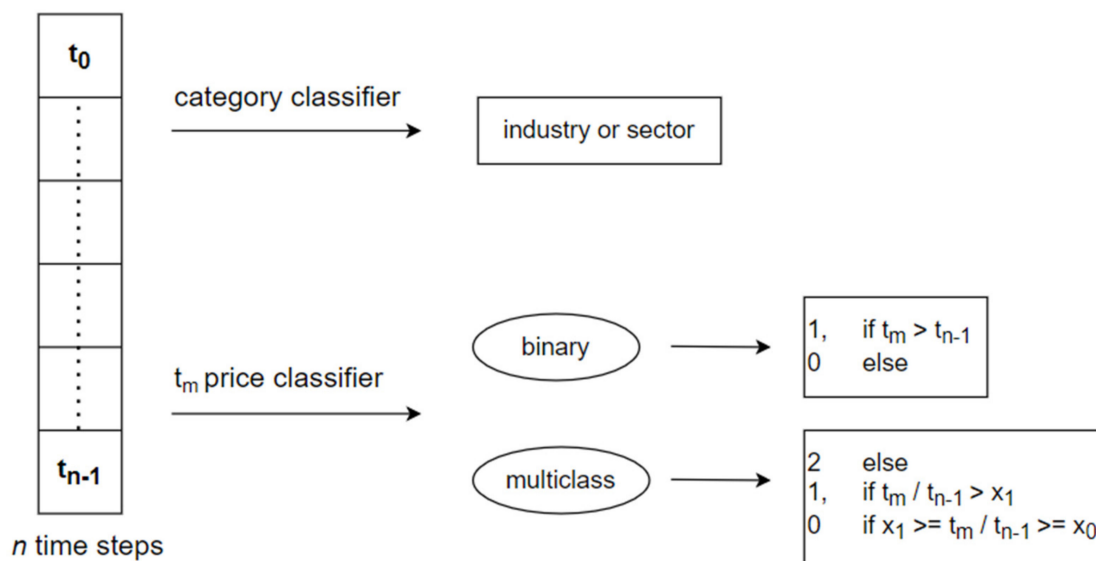 t0
category classifier
industry or sector
binary
1, if tm > tn-1
0 else
tm price classifier
multiclass
2 else
1, if tm / tn-1 > x1
0 if x1 >= tm / tn-1 >= x0
tn-1
n time steps